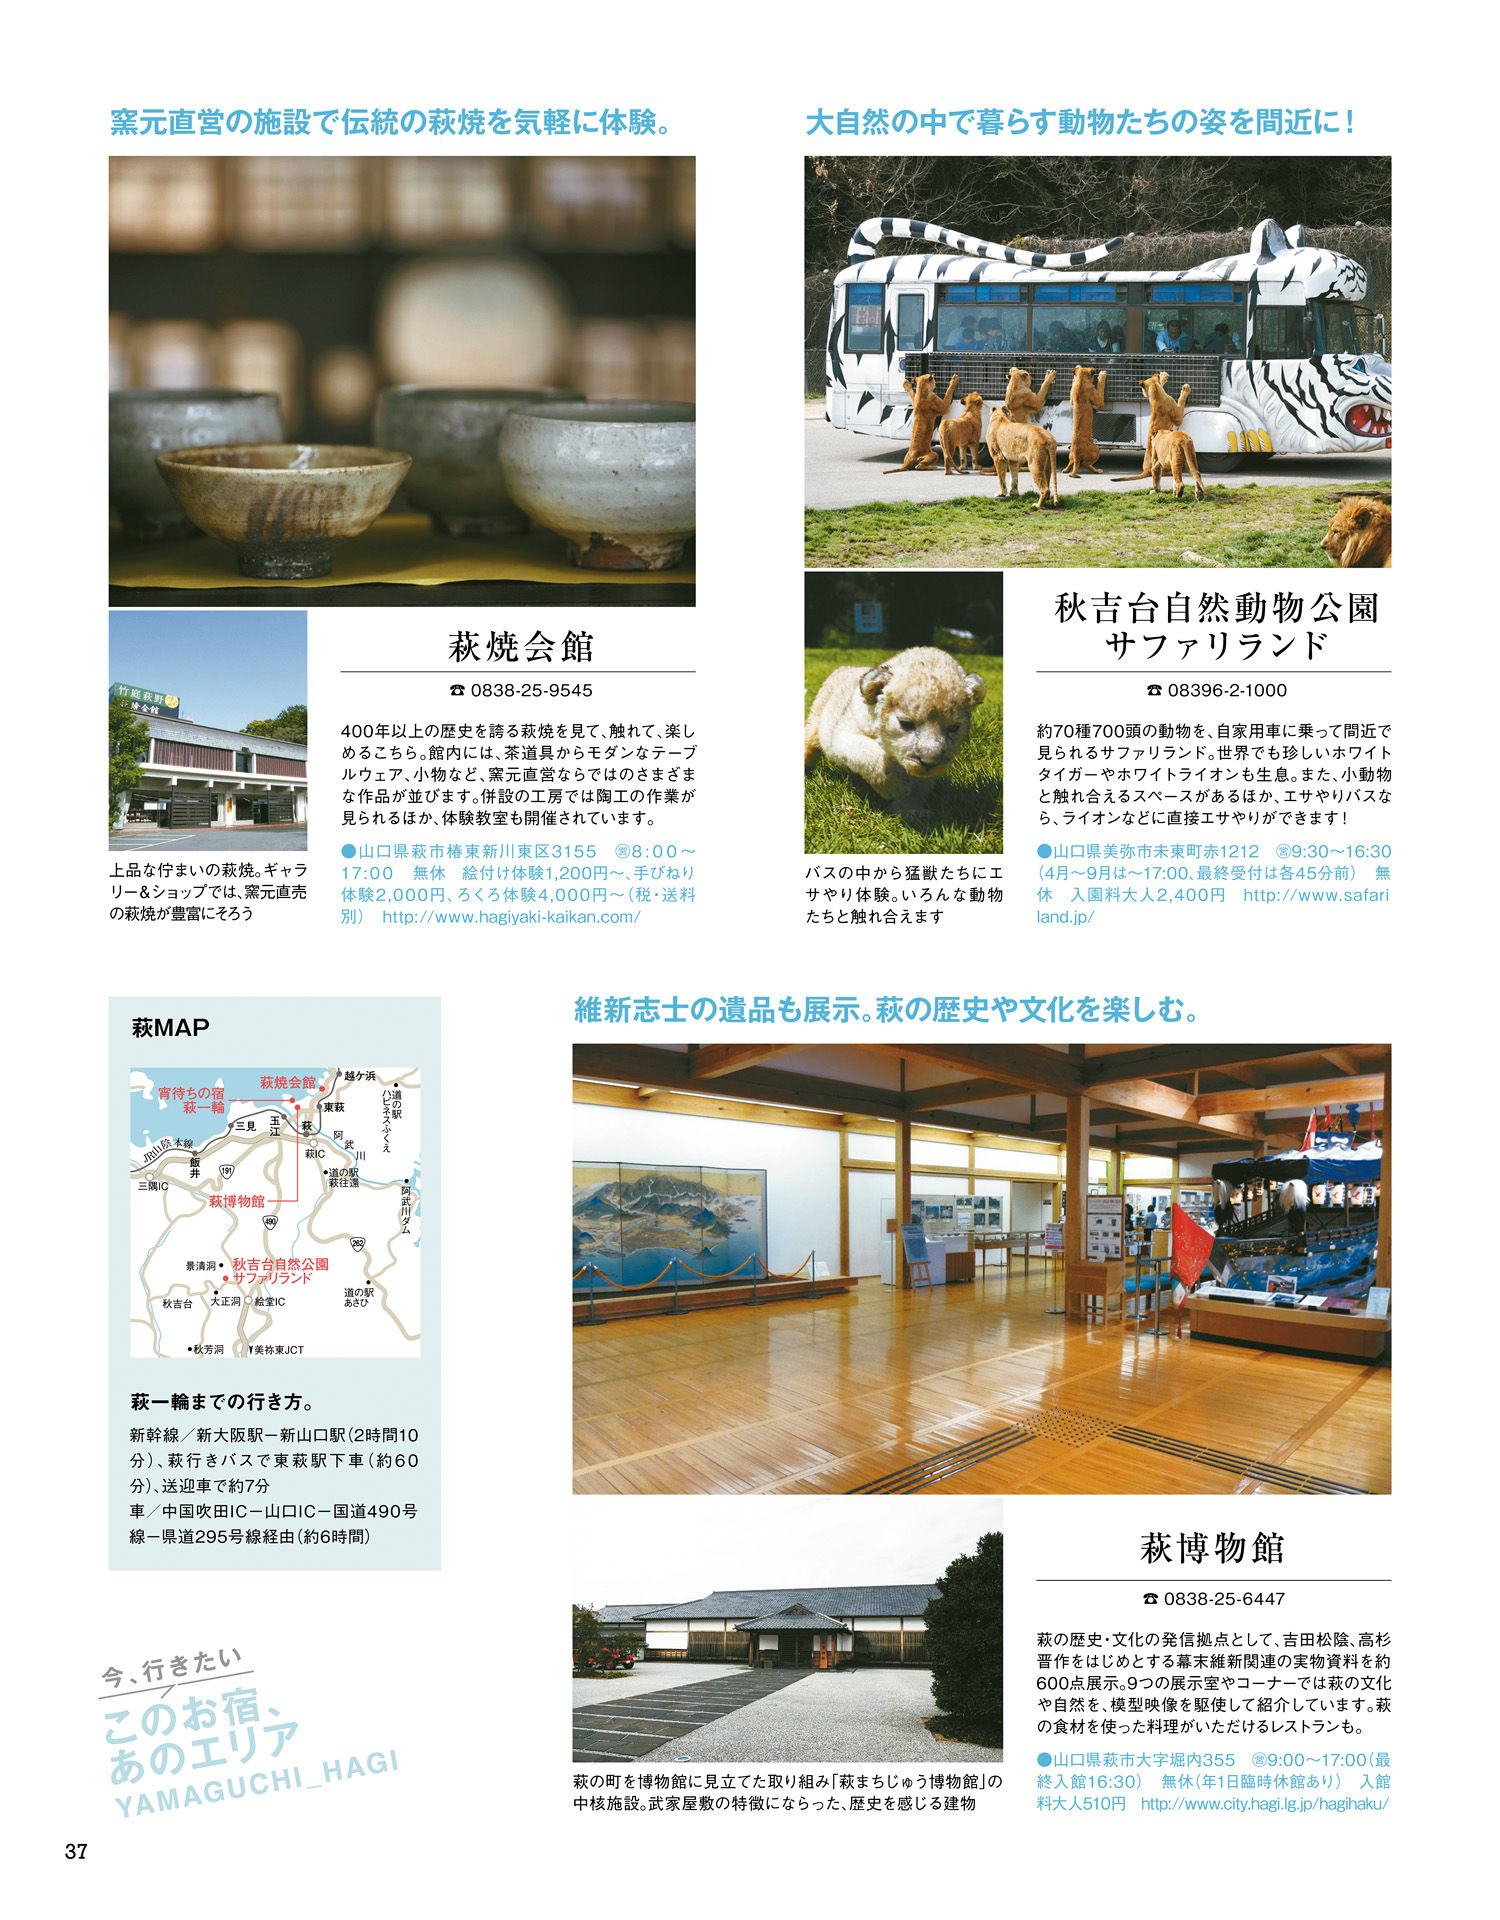 窯元直営の施設で伝統の萩焼を気軽に体験。
竹庭萩野
萩焼会館
☎ 0838-25-9545
400年以上の歴史を誇る萩焼を見て、触れて、楽し
めるこちら。館内には、茶道具からモダンなテーブ
ルウェア、小物など、窯元直営ならではのさまざま
な作品が並びます。併設の工房では陶工の作業が
見られるほか、体験教室も開催されています。
●山口県萩市椿東新川東区3155　㊡8:00〜
17:00　無休　絵付け体験1,200円〜、手びねり
体験2,000円、ろくろ体験4,000円〜（税・送料
別）　http://www.hagiyaki-kaikan.com/
上品な佇まいの萩焼。ギャラ
リー＆ショップでは、窯元直売
の萩焼が豊富にそろう
大自然の中で暮らす動物たちの姿を間近に！
秋吉台自然動物公園
サファリランド
☎ 08396-2-1000
約70種700頭の動物を、自家用車に乗って間近で
見られるサファリランド。世界でも珍しいホワイト
タイガーやホワイトライオンも生息。また、小動物
と触れ合えるスペースがあるほか、エサやりバスな
ら、ライオンなどに直接エサやりができます！
●山口県美弥市未東町赤1212　㊡9:30〜16:30
（4月〜9月は〜17:00、最終受付は各45分前）　無
休　入園料大人2,400円　http://www.safari
land.jp/
バスの中から猛獣たちにエ
サやり体験。いろんな動物
たちと触れ合えます
萩MAP
萩焼会館
越ケ浜
宵待ちの宿
萩一輪
東萩
道の駅
ハピネスふくえ
三見
玉江
萩
阿武川
JR山陰本線
飯井
191
萩IC
道の駅
萩往還
三隅IC
萩博物館
阿武川ダム
490
262
景清洞
秋吉台自然公園
サファリランド
秋吉台
大正洞
絵堂IC
道の駅
あさひ
秋芳洞
美祢東JCT
萩一輪までの行き方。
新幹線／新大阪駅ー新山口駅（2時間10
分）、萩行きバスで東萩駅下車（約60
分）、送迎車で約7分
車／中国吹田ICー山口ICー国道490号
線ー県道295号線経由（約6時間）
維新志士の遺品も展示。萩の歴史や文化を楽しむ。
萩博物館
☎ 0838-25-6447
萩の歴史・文化の発信拠点として、吉田松陰、高杉
晋作をはじめとする幕末維新関連の実物資料を約
600点展示。9つの展示室やコーナーでは萩の文化
や自然を、模型映像を駆使して紹介しています。萩
の食材を使った料理がいただけるレストランも。
●山口県萩市大字堀内355　㊡9:00〜17:00（最
終入館16:30）　無休（年1日臨時休館あり）　入館
料大人510円　http://www.city.hagi.lg.jp/hagihaku/
萩の町を博物館に見立てた取り組み「萩まちじゅう博物館」の
中核施設。武家屋敷の特徴にならった、歴史を感じる建物
今、行きたい
このお宿、
あのエリア
YAMAGUCHI_HAGI
37